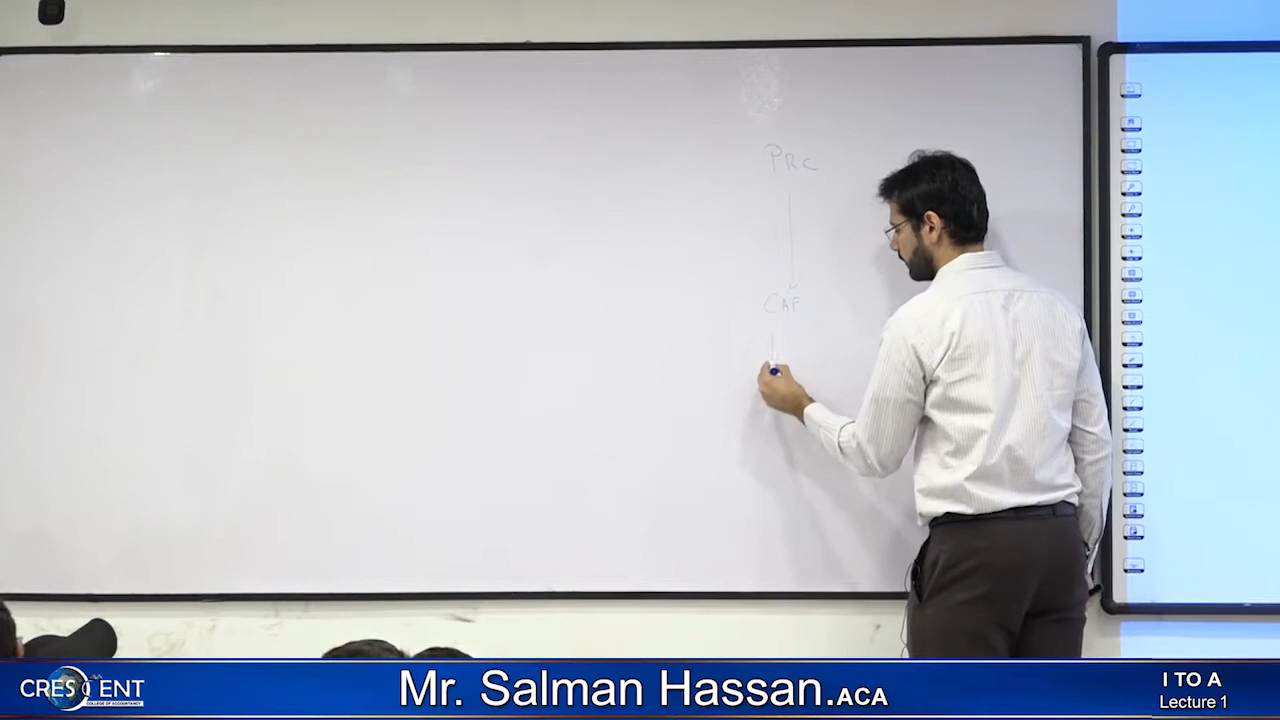 PRC
CAF
CRESCENT
COLLEGE OF ACCOUNTANCY
Mr. Salman Hassan.ACA
I TO A
Lecture 1